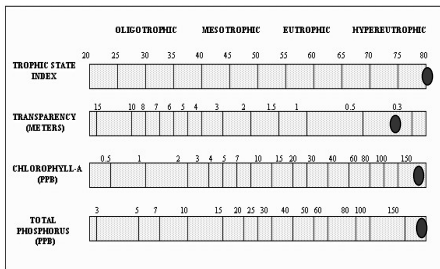 OLIGOTROPHIC MESOTROPHIC EUTROPHIC HYPEREUTROPHIC
20 25 30 35 40 45 50 55 60 65 70 75 80
TROPHIC STATE
INDEX
15 10 8 7 6 5 4 3 2 1.5 1 0.5 0.3
TRANSPARENCY
(METERS)
0.5 1 2 3 4 5 7 10 15 20 30 40 60 80 100 150
CHLOROPHYLL-A
(PPB)
3 5 7 10 15 20 25 30 40 50 60 80 100 150
TOTAL
PHOSPHORUS
(PPB)